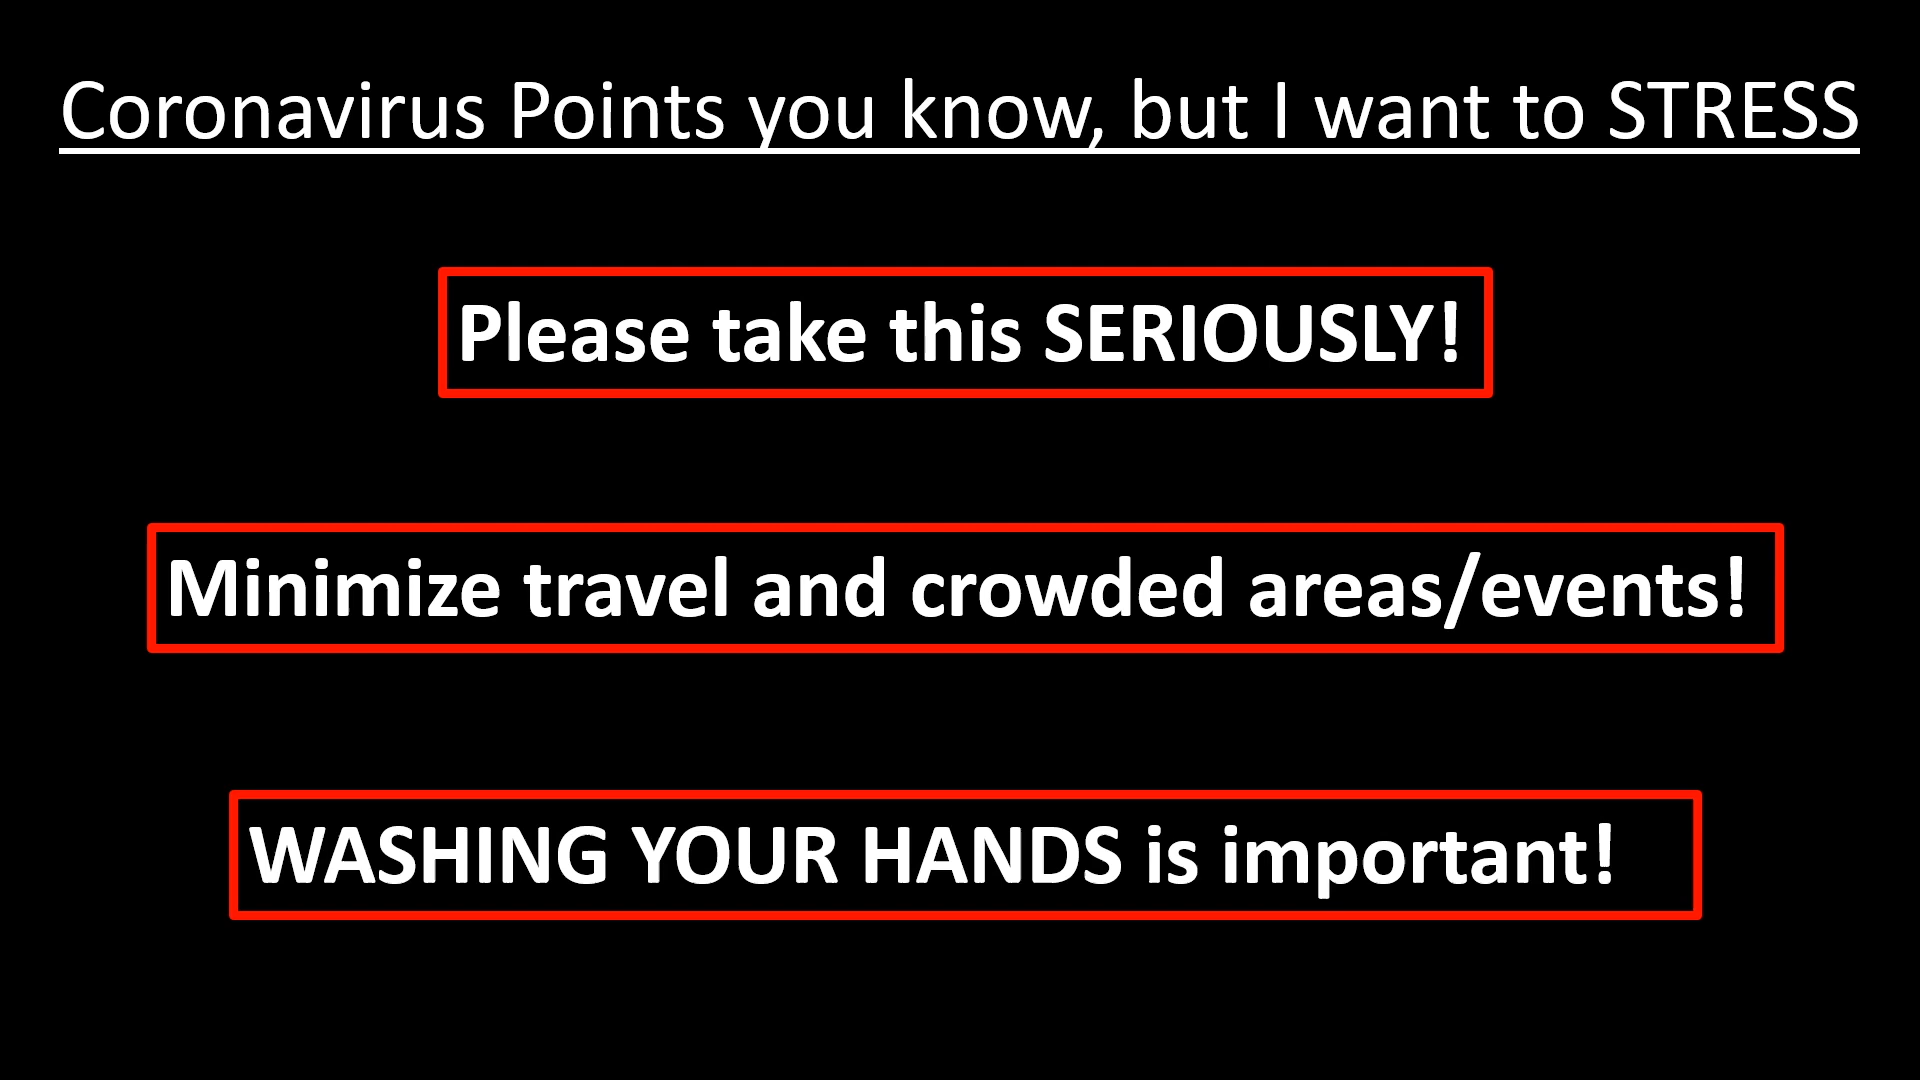 Coronavirus Points you know, but I want to STRESS
Please take this SERIOUSLY!
Minimize travel and crowded areas/events!
WASHING YOUR HANDS is important!